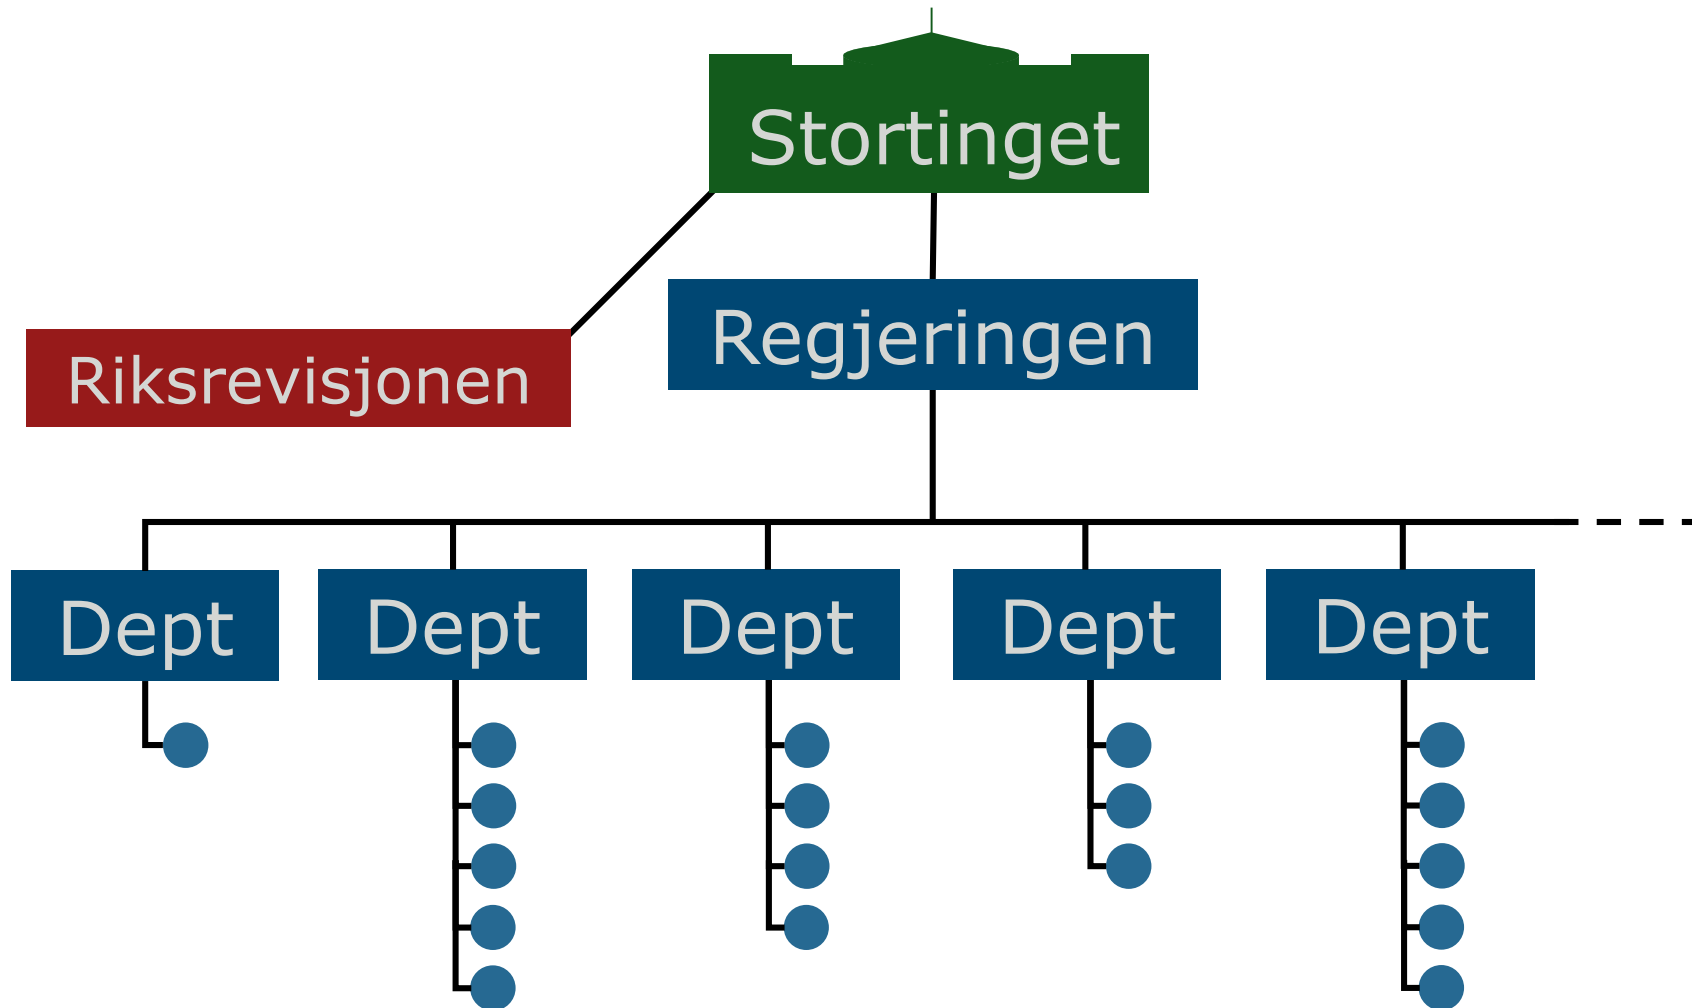 Stortinget
Regjeringen
Riksrevisjonen
Dept
Dept
Dept
Dept
Dept